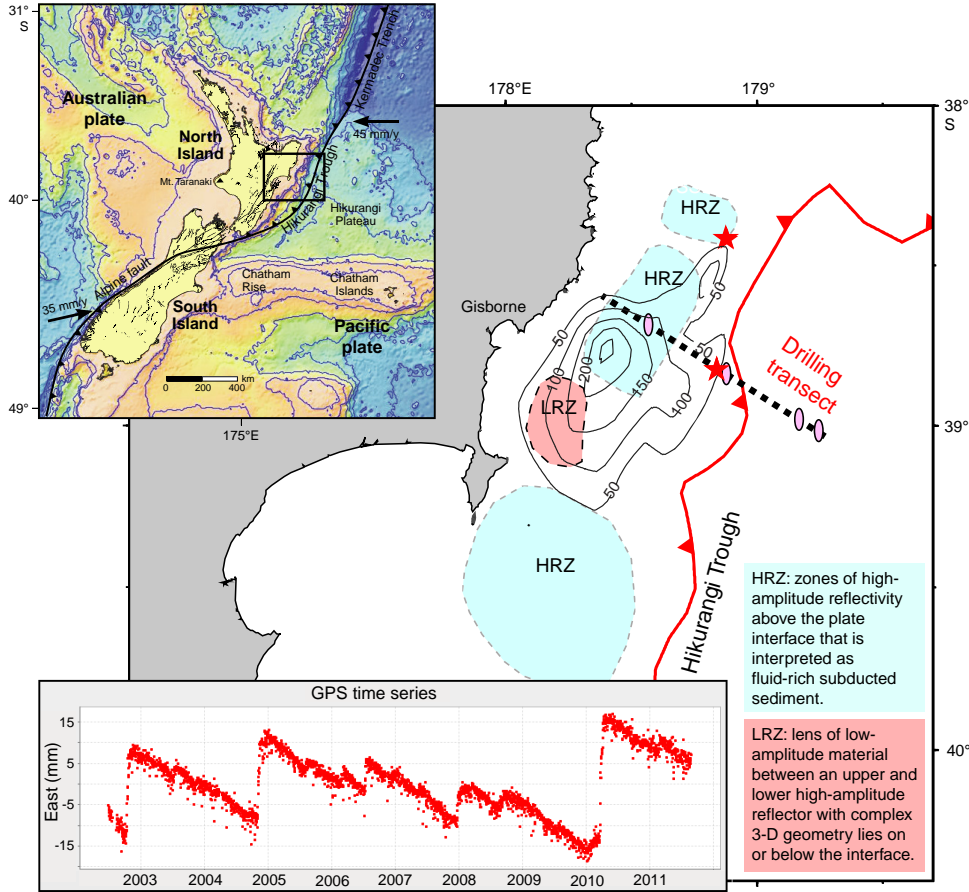 31°
S
Australian
plate
North
Island
Mt. Taranaki
Kermadec Trench
45 mm/y
40°
Hikurangi Trough
Hikurangi
Plateau
Alpine fault
35 mm/y
Chatham
Rise
Chatham
Islands
South
Island
Pacific
plate
0 200 400
km
49°
175°E
178°E
179°
38°
S
HRZ
HRZ
50
Gisborne
50
50
100
200
150
100
50
LRZ
Drilling
transect
39°
HRZ
Hikurangi Trough
HRZ: zones of high-
amplitude reflectivity
above the plate
interface that is
interpreted as
fluid-rich subducted
sediment.
LRZ: lens of low-
amplitude material
between an upper and
lower high-amplitude
reflector with complex
3-D geometry lies on
or below the interface.
40°
GPS time series
East (mm)
15
5
-5
-15
2003 2004 2005 2006 2007 2008 2009 2010 2011